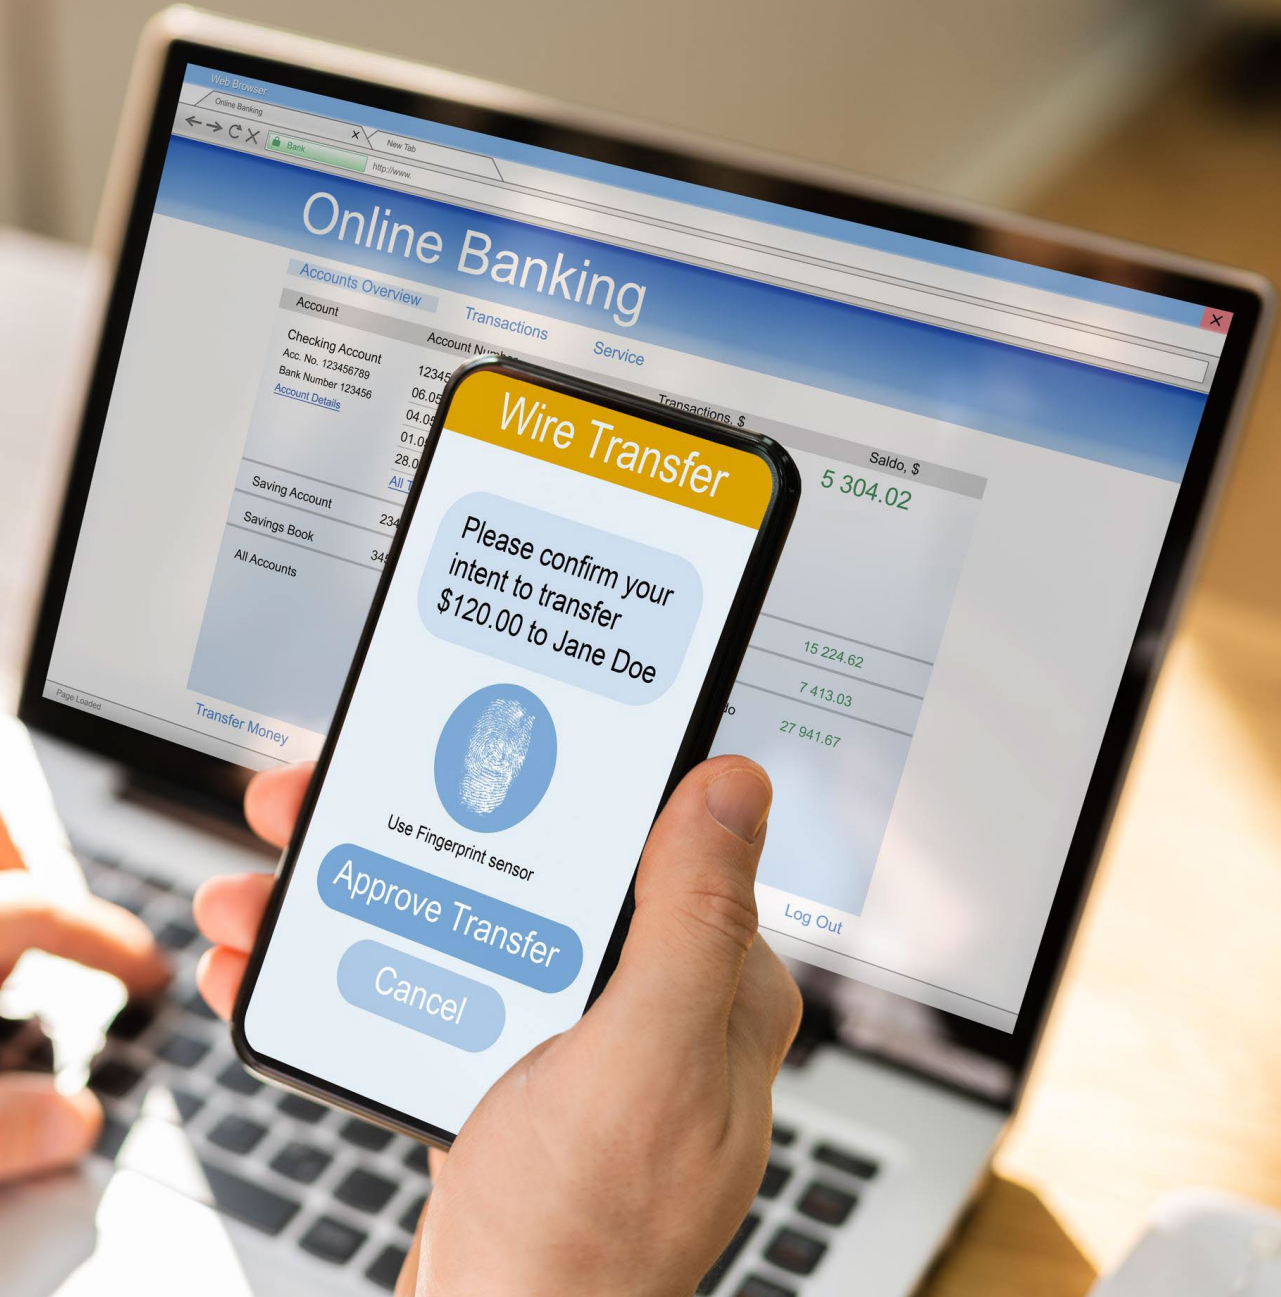 Web Browser
Online Banking
New Tab
Bank
http://www.
Online Banking
Accounts Overview
Transactions
Service
Account
Account
Transactions, $
Saldo, $
Checking Account
Acc. No. 123456789
Bank Number 123456
Account Details
5 304.02
All
Saving Account
15 224.62
Savings Book
7 413.03
All Accounts
27 941.67
Page Loaded
Transfer Money
Log Out
Wire Transfer
Please confirm your
intent to transfer
$120.00 to Jane Doe
Use Fingerprint sensor
Approve Transfer
Cancel